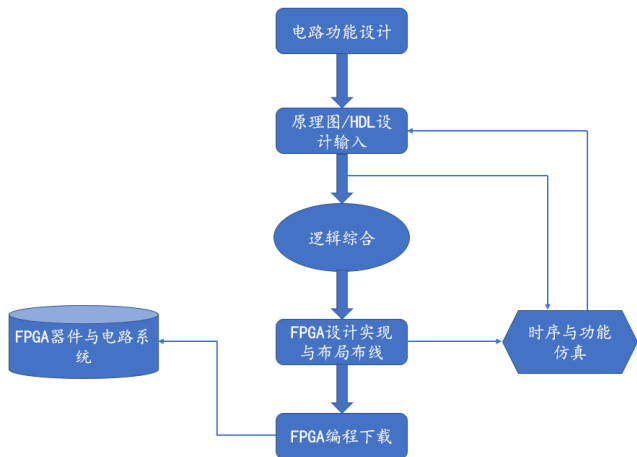 电路功能设计
原理图/HDL设
计输入
逻辑综合
FPGA器件与电路系
统
FPGA设计实现
与布局布线
时序与功能
仿真
FPGA编程下载